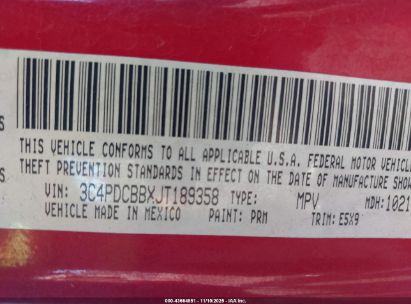 THIS VEHICLE CONFORMS TO ALL APPLICABLE U.S.A. FEDERAL MOTOR VEHICLE
THEFT PREVENTION STANDARDS IN EFFECT ON THE DATE OF MANUFACTURE SHOW
VIN: 3C4PDCBBXJT189358 TYPE: MPV MDH: 1021
VEHICLE MADE IN MEXICO PAINT: PRM TRIM: E5X9